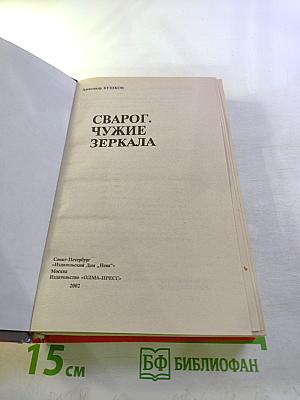 Александр БУШКОВ
СВАРОГ.
ЧУЖИЕ
ЗЕРКАЛА
Санкт-Петербург
«Издательский Дом „Нева“»
Москва
Издательство «ОЛМА-ПРЕСС»
2002
15 см
БФ БИБЛИОФАН